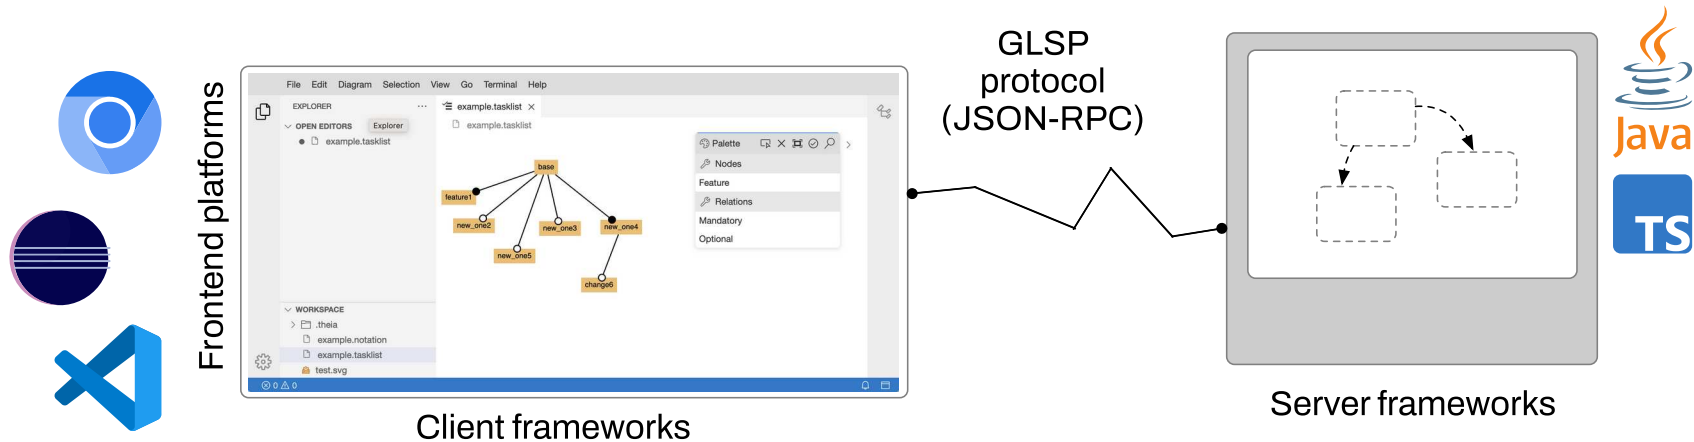 Frontend platforms
File Edit Diagram Selection View Go Terminal Help
EXPLORER ...
OPEN EDITORS Explorer
example.tasklist
example.tasklist
example.tasklist
base
feature1
new_one2
new_one3
new_one4
new_one5
change6
Palette
Nodes
Feature
Relations
Mandatory
Optional
WORKSPACE
.theia
example.notation
example.tasklist
test.svg
0 0
Client frameworks
GLSP
protocol
(JSON-RPC)
Java
TS
Server frameworks